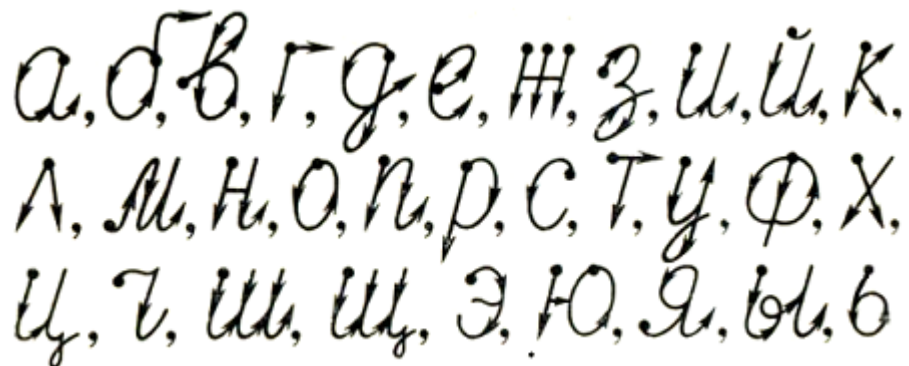 а, б, в, г, д, е, ж, з, и, й, к,
л, м, н, о, п, р, с, т, у, ф, х,
ц, ч, ш, щ, э, ю, я, ы, ь